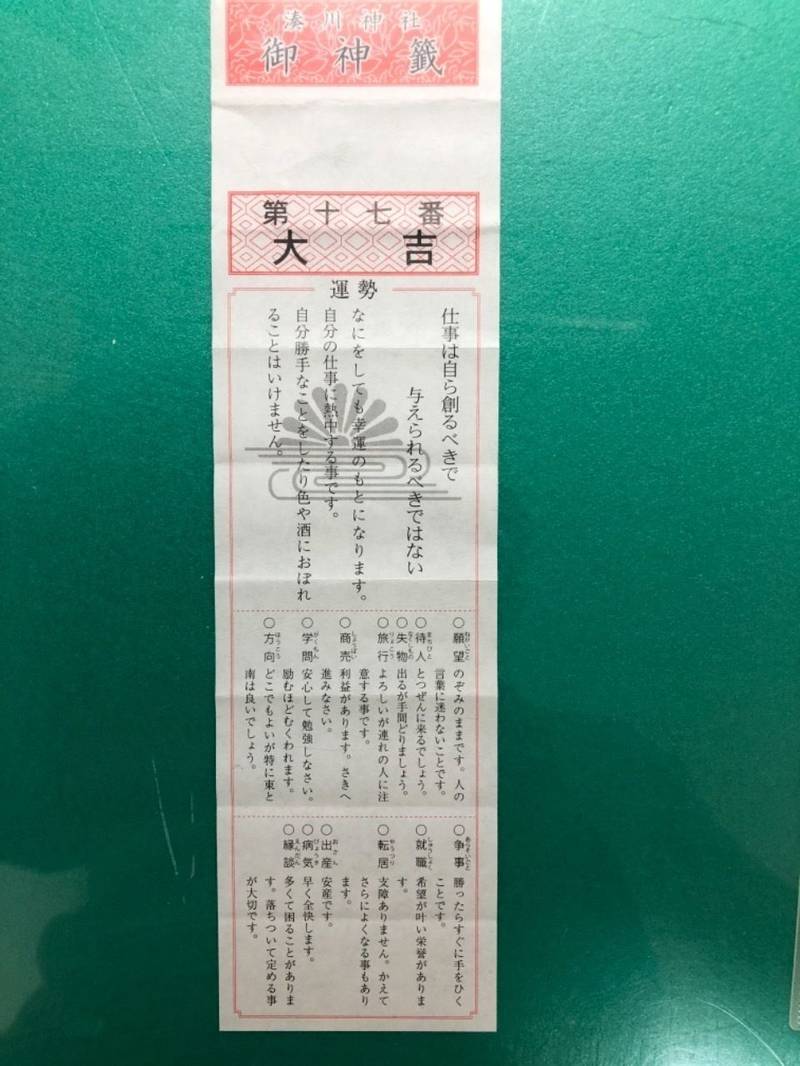 湊川神社
御神籤
第十七番
大吉
運勢
仕事は自ら創るべきで
与えられるべきではない
なにをしても幸運のもとになります。
自分の仕事に熱中する事です。
自分勝手なことをしたり色や酒におぼれ
ることはいけません。
○願望 のぞみのままです。人の
言葉に迷わないことです。
○待人 とつぜんに来るでしょう。
○失物 出るが手間どりましょう。
○旅行 よろしいが連れの人に注
意する事です。
○商売 利益があります。さきへ
進みなさい。
○学問 安心して勉強しなさい。
励むほどむくわれます。
○方向 どこでもよいが特に東と
南は良いでしょう。
○争事 勝ったらすぐに手をひく
ことです。
○就職 希望が叶い栄誉がありま
す。
○転居 支障ありません。かえて
さらによくなる事もあり
ます。
○出産 安産です。
○病気 早く全快します。
○縁談 多くて困ることがありま
す。落ちついて定める事
が大切です。